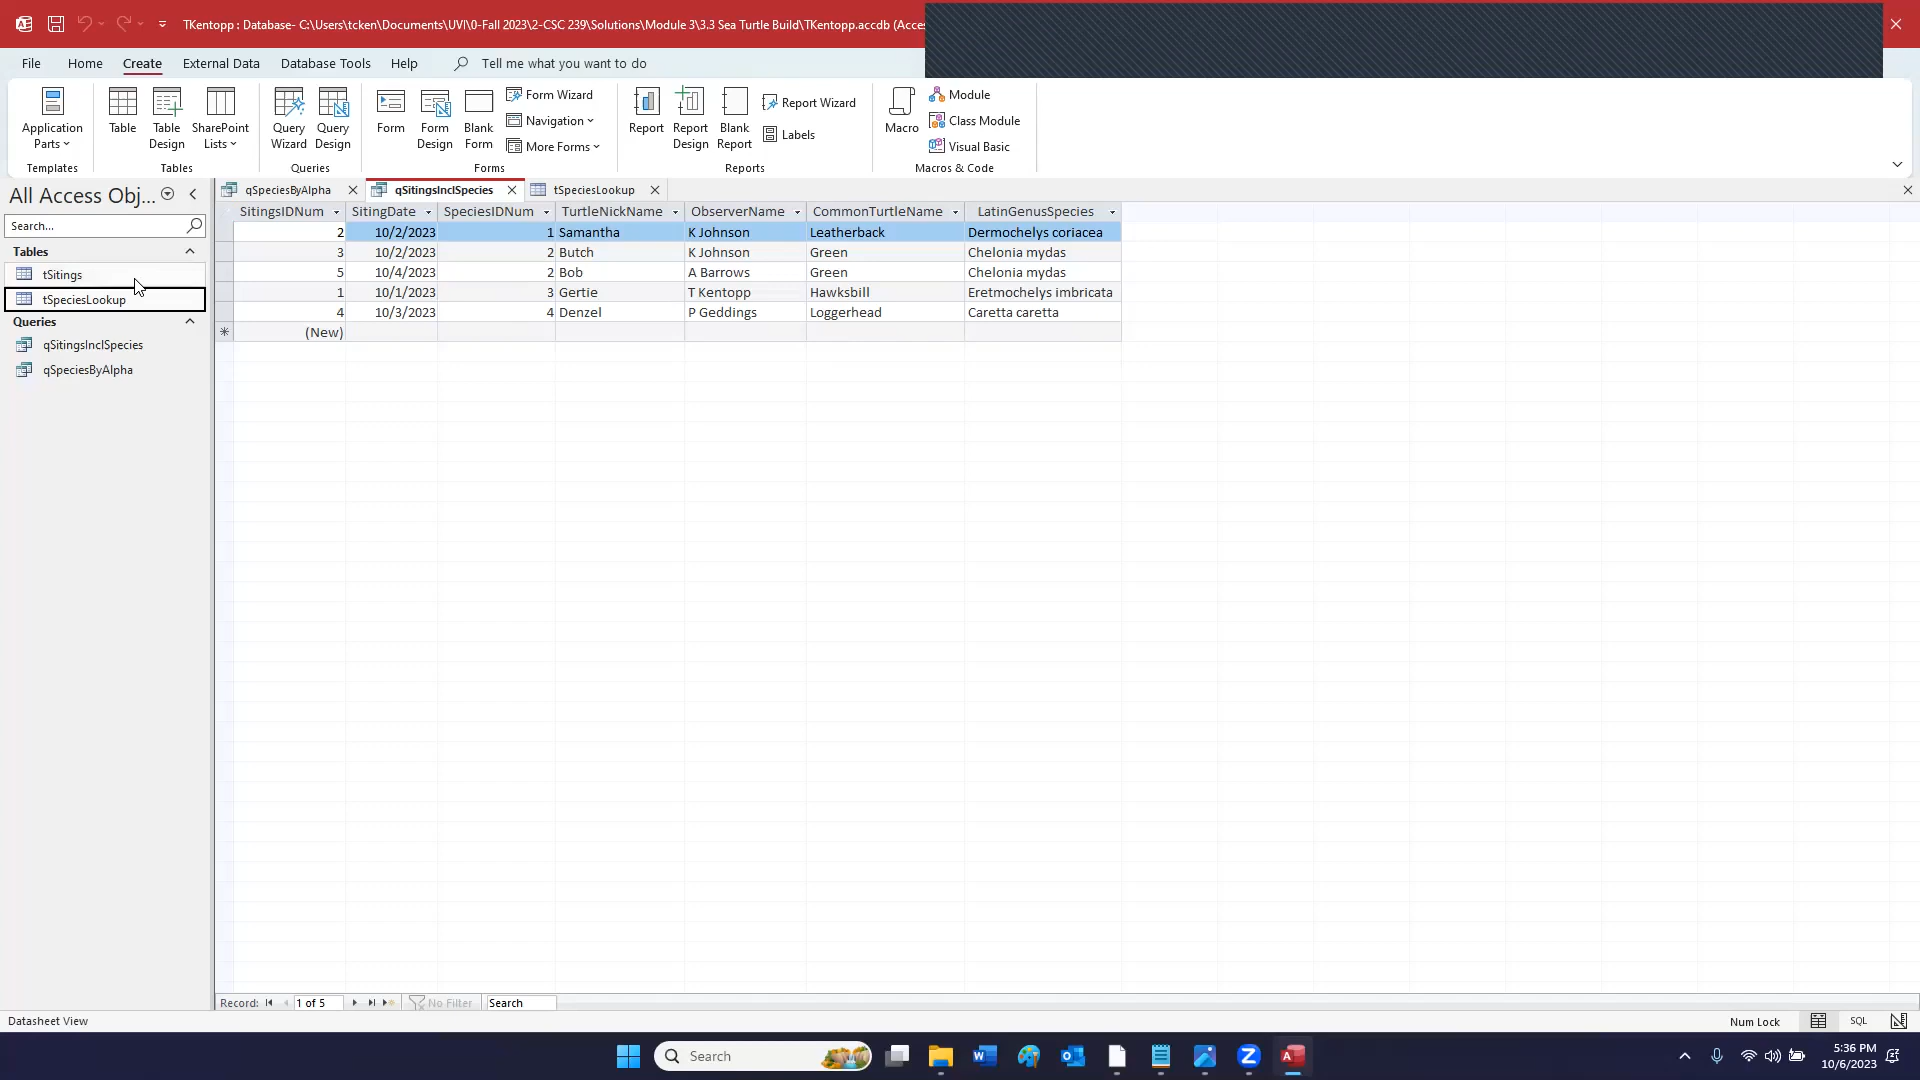 TKentopp : Database- C:\Users\tcken\Documents\UVI\0-Fall 2023\2-CSC 239\Solutions\Module 3\3.3 Sea Turtle Build\TKentopp.accdb (Acces
File Home Create External Data Database Tools Help Tell me what you want to do
Application Parts
Templates
Table
Table Design
SharePoint Lists
Tables
Query Wizard
Query Design
Queries
Form
Form Design
Blank Form
Form Wizard
Navigation
More Forms
Forms
Report
Report Design
Blank Report
Report Wizard
Labels
Reports
Macro
Module
Class Module
Visual Basic
Macros & Code
All Access Obj...
Search...
Tables
tSitings
tSpeciesLookup
Queries
qSitingsInclSpecies
qSpeciesByAlpha
qSpeciesByAlpha qSitingsInclSpecies tSpeciesLookup
SitingsIDNum SitingDate SpeciesIDNum TurtleNickName ObserverName CommonTurtleName LatinGenusSpecies
2 10/2/2023 1 Samantha K Johnson Leatherback Dermochelys coriacea
3 10/2/2023 2 Butch K Johnson Green Chelonia mydas
5 10/4/2023 2 Bob A Barrows Green Chelonia mydas
1 10/1/2023 3 Gertie T Kentopp Hawksbill Eretmochelys imbricata
4 10/3/2023 4 Denzel P Geddings Loggerhead Caretta caretta
* (New)
Record: 1 of 5 No Filter Search
Datasheet View Num Lock SQL
Search
5:36 PM
10/6/2023